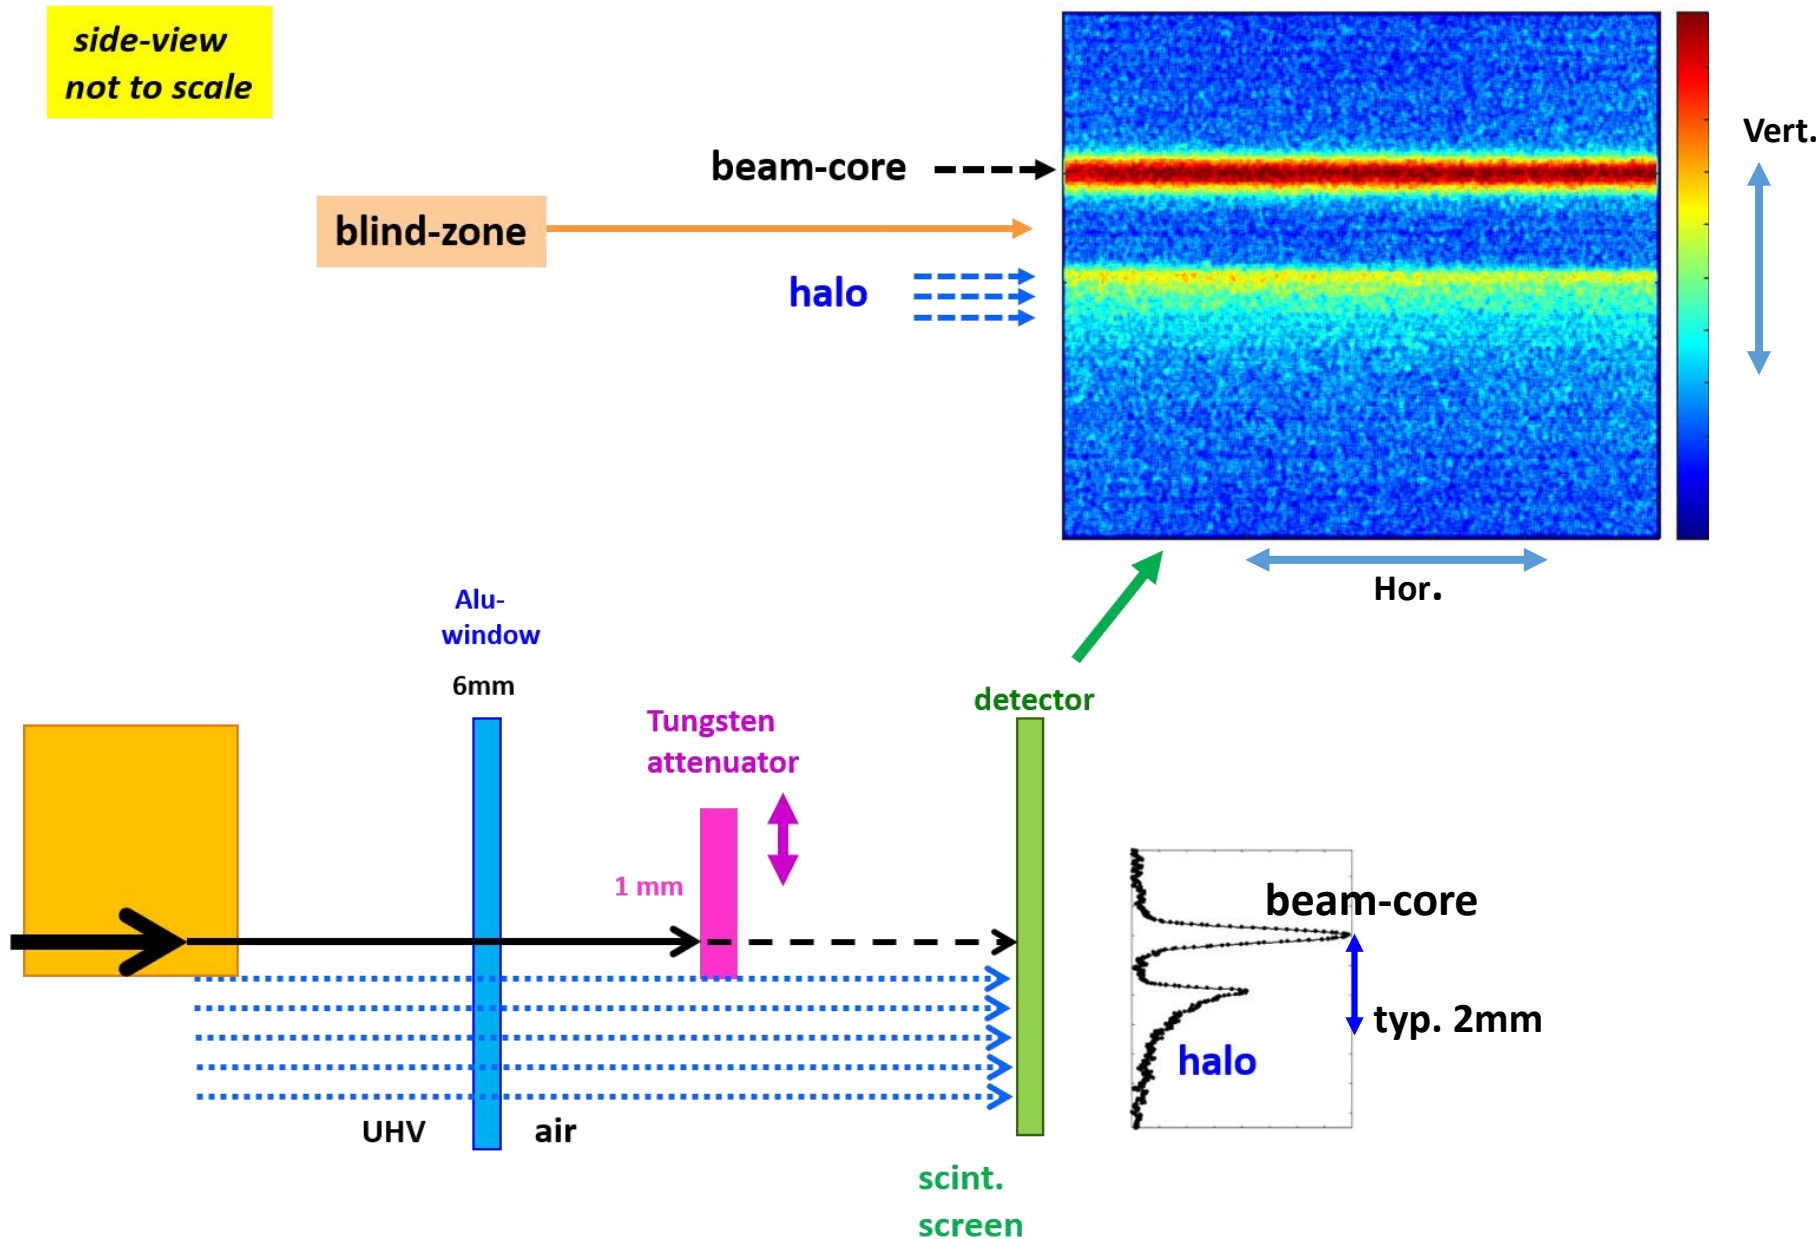 side-view
not to scale
Vert.
beam-core
blind-zone
halo
Hor.
Alu-
window
6mm
detector
Tungsten
attenuator
1 mm
beam-core
typ. 2mm
halo
UHV
air
scint.
screen